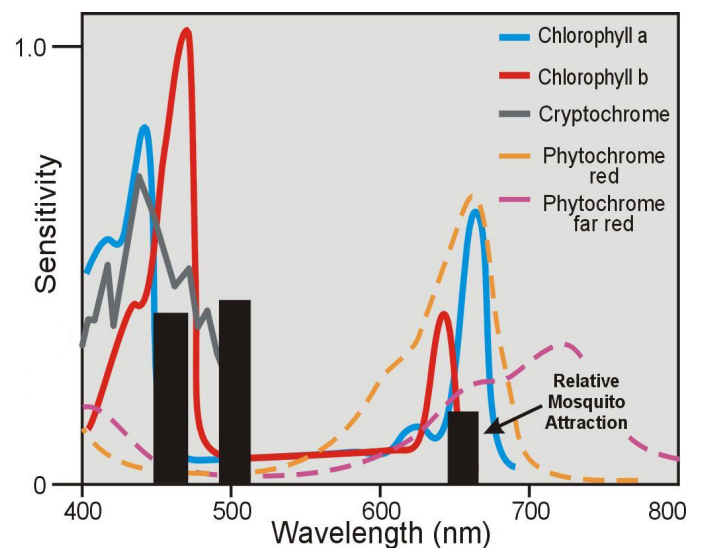 1.0
Chlorophyll a
Chlorophyll b
Cryptochrome
Phytochrome
red
Phytochrome
far red
Sensitivity
Relative
Mosquito
Attraction
0
400 500 600 700 800
Wavelength (nm)